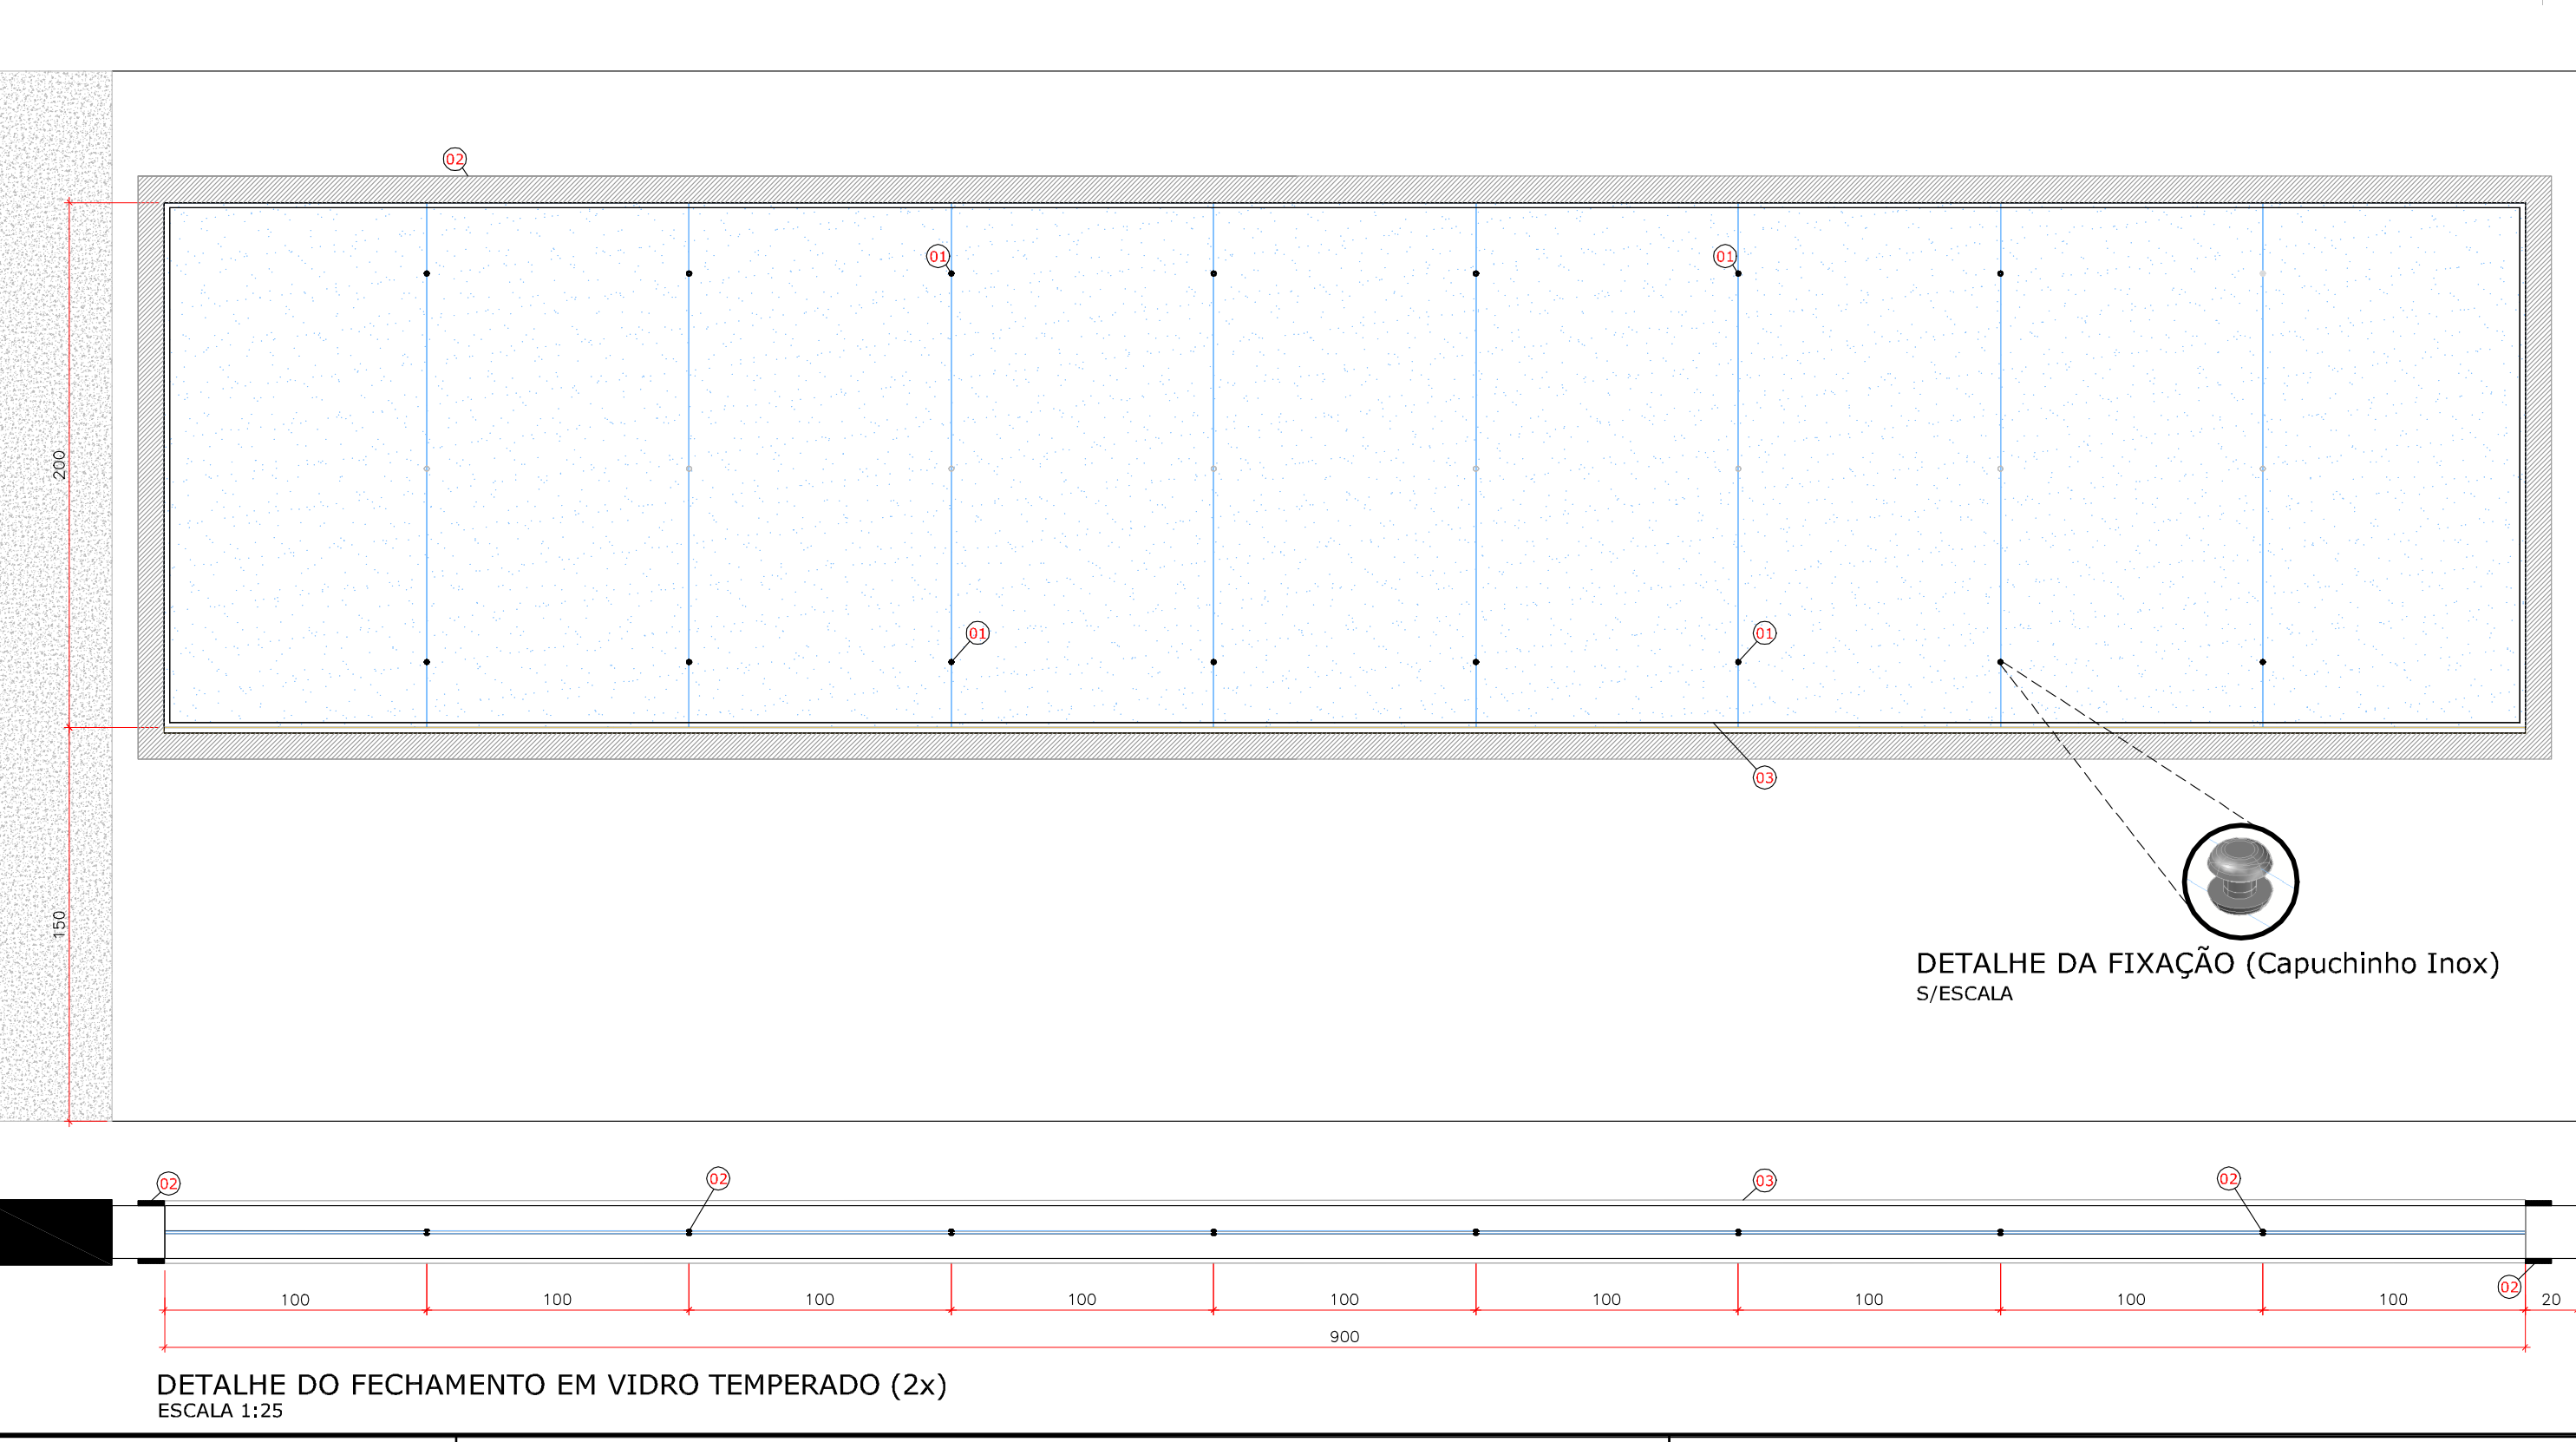 02
01
01
200
01
01
03
150
DETALHE DA FIXAÇÃO (Capuchinho Inox)
S/ESCALA
02
02
03
02
02
100 100 100 100 100 100 100 100 100 20
900
DETALHE DO FECHAMENTO EM VIDRO TEMPERADO (2x)
ESCALA 1:25